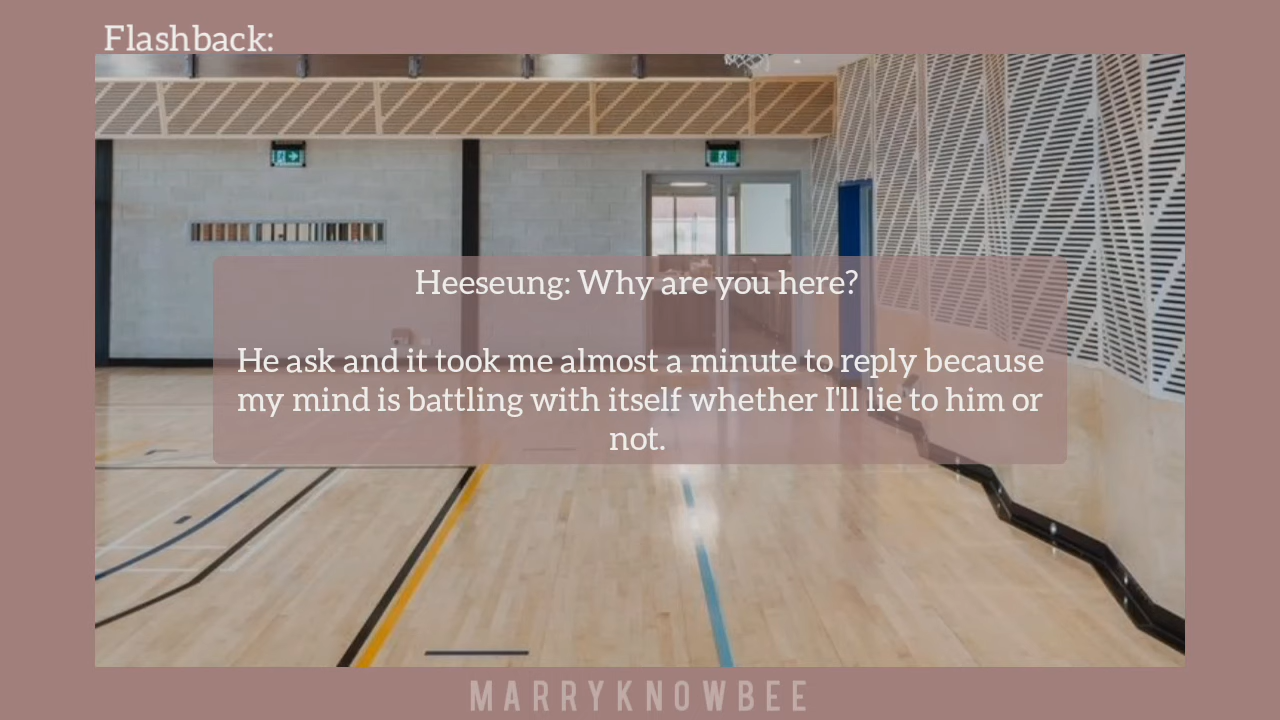 Flashback:
Heeseung: Why are you here?
He ask and it took me almost a minute to reply because
my mind is battling with itself whether I'll lie to him or
not.
MARRYKNOWBEE